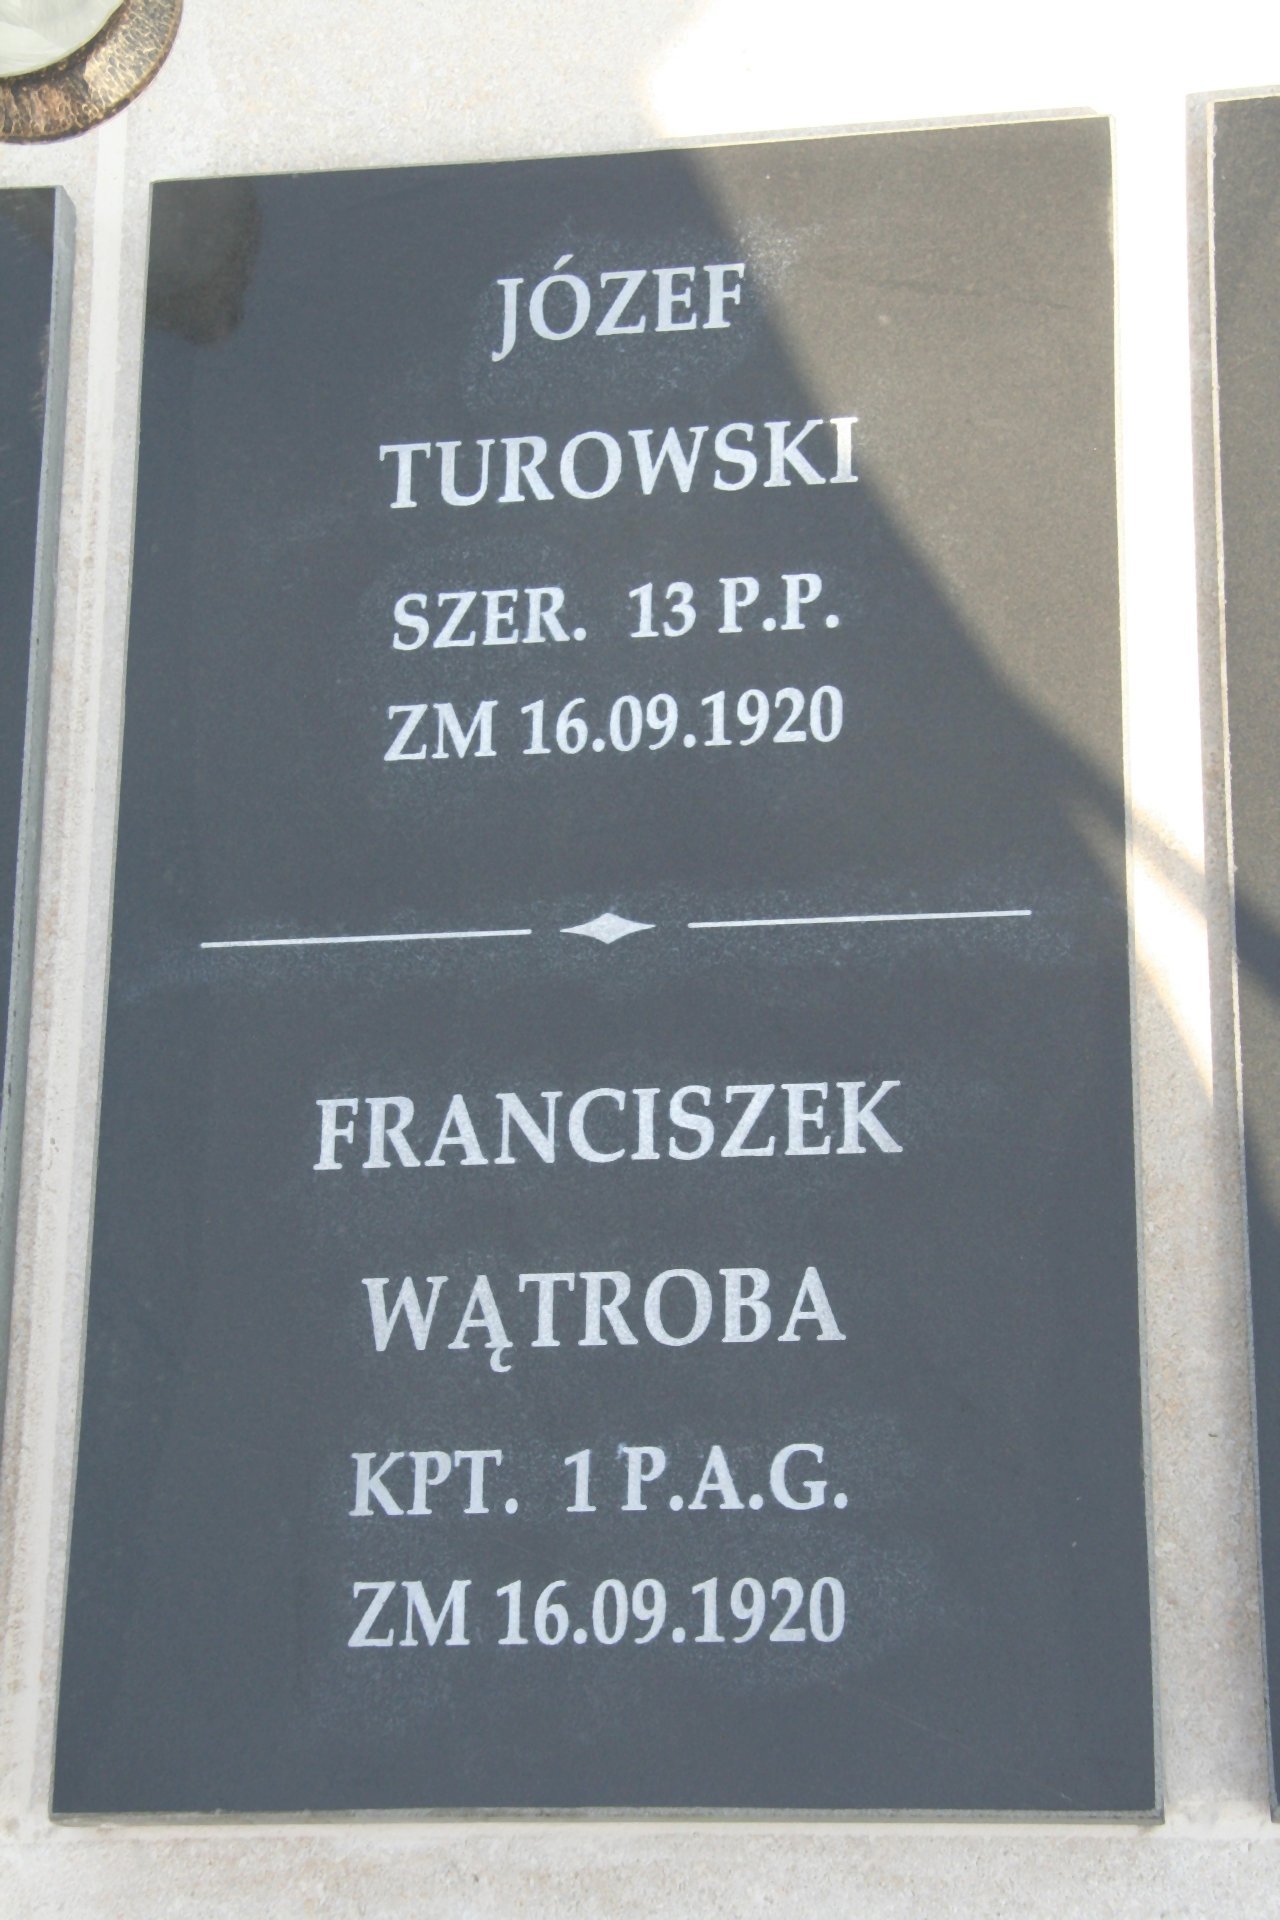 JÓZEF
TUROWSKI
SZER. 13 P.P.
ZM 16.09.1920
FRANCISZEK
WĄTROBA
KPT. 1 P.A.G.
ZM 16.09.1920